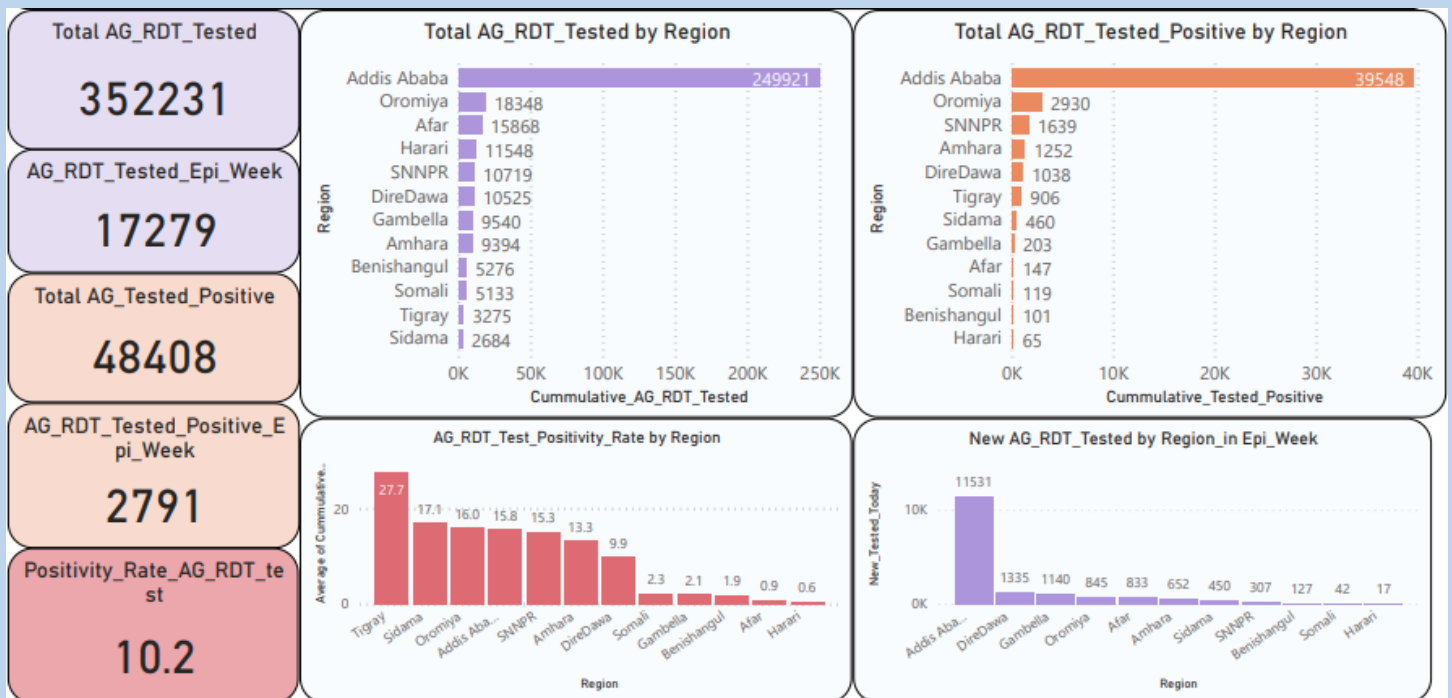 Total AG_RDT_Tested
352231
AG_RDT_Tested_Epi_Week
17279
Total AG_Tested_Positive
48408
AG_RDT_Tested_Positive_E
pi_Week
2791
Positivity_Rate_AG_RDT_te
st
10.2
Total AG_RDT_Tested by Region
Region
Addis Ababa 249921
Oromiya 18348
Afar 15868
Harari 11548
SNNPR 10719
DireDawa 10525
Gambella 9540
Amhara 9394
Benishangul 5276
Somali 5133
Tigray 3275
Sidama 2684
0K 50K 100K 150K 200K 250K
Cummulative_AG_RDT_Tested
Total AG_RDT_Tested_Positive by Region
Region
Addis Ababa 39548
Oromiya 2930
SNNPR 1639
Amhara 1252
DireDawa 1038
Tigray 906
Sidama 460
Gambella 203
Afar 147
Somali 119
Benishangul 101
Harari 65
0K 10K 20K 30K 40K
Cummulative_Tested_Positive
AG_RDT_Test_Positivity_Rate by Region
Average of Cummulative...
20
0
27.7 17.1 16.0 15.8 15.3 13.3 9.9 2.3 2.1 1.9 0.9 0.6
Tigray Sidama Oromiya Addis Aba... SNNPR Amhara DireDawa Somali Gambella Benishangul Afar Harari
Region
New AG_RDT_Tested by Region_in Epi_Week
New_Tested_Today
10K
0K
11531 1335 1140 845 833 652 450 307 127 42 17
Addis Aba... DireDawa Gambella Oromiya Afar Amhara Sidama SNNPR Benishangul Somali Harari
Region